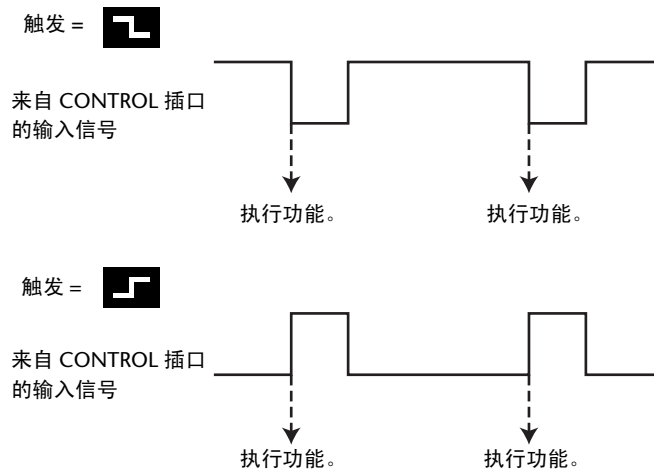 触发 =
来自 CONTROL 插口
的输入信号
执行功能。 执行功能。
触发 =
来自 CONTROL 插口
的输入信号
执行功能。 执行功能。